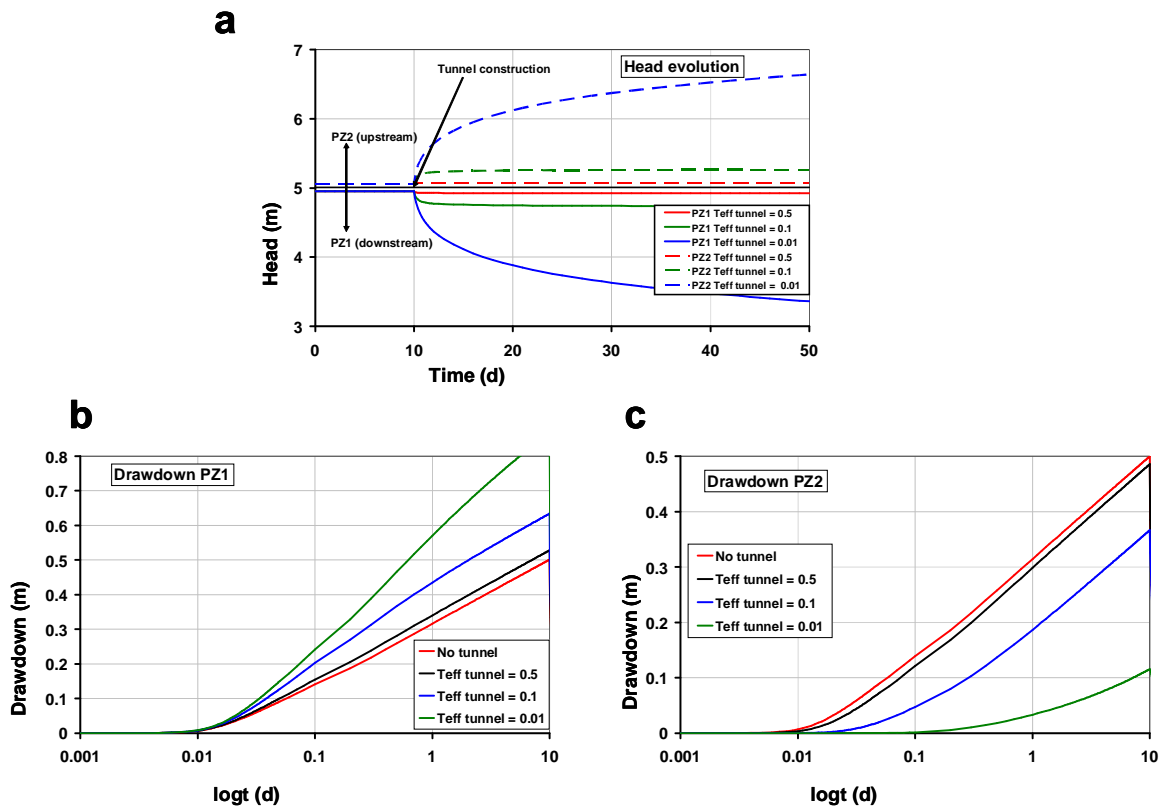 a
7
6
5
4
3
Head (m)
Tunnel construction
Head evolution
PZ2 (upstream)
PZ1 (downstream)
PZ1 Teff tunnel = 0.5
PZ1 Teff tunnel = 0.1
PZ1 Teff tunnel = 0.01
PZ2 Teff tunnel = 0.5
PZ2 Teff tunnel = 0.1
PZ2 Teff tunnel = 0.01
0 10 20 30 40 50
Time (d)
b
0.8
0.7
0.6
0.5
0.4
0.3
0.2
0.1
0
Drawdown (m)
Drawdown PZ1
No tunnel
Teff tunnel = 0.5
Teff tunnel = 0.1
Teff tunnel = 0.01
0.001 0.01 0.1 1 10
logt (d)
c
0.5
0.4
0.3
0.2
0.1
0
Drawdown (m)
Drawdown PZ2
No tunnel
Teff tunnel = 0.5
Teff tunnel = 0.1
Teff tunnel = 0.01
0.001 0.01 0.1 1 10
logt (d)